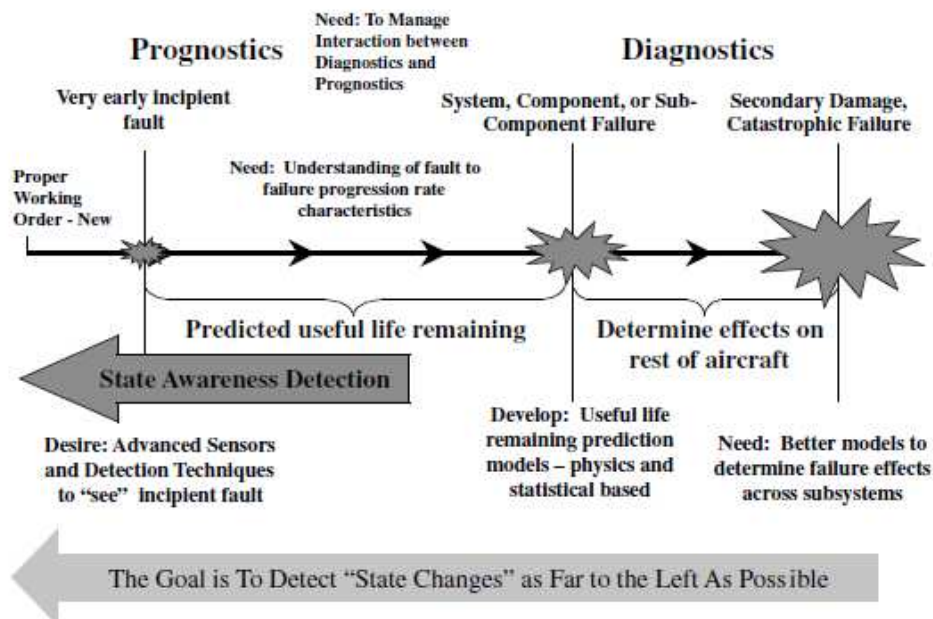 Prognostics
Need: To Manage
Interaction between
Diagnostics and
Prognostics
Diagnostics
Very early incipient
fault
System, Component, or Sub-
Component Failure
Secondary Damage,
Catastrophic Failure
Proper
Working
Order - New
Need: Understanding of fault to
failure progression rate
characteristics
Predicted useful life remaining
Determine effects on
rest of aircraft
State Awareness Detection
Desire: Advanced Sensors
and Detection Techniques
to “see” incipient fault
Develop: Useful life
remaining prediction
models – physics and
statistical based
Need: Better models to
determine failure effects
across subsystems
The Goal is To Detect “State Changes” as Far to the Left As Possible